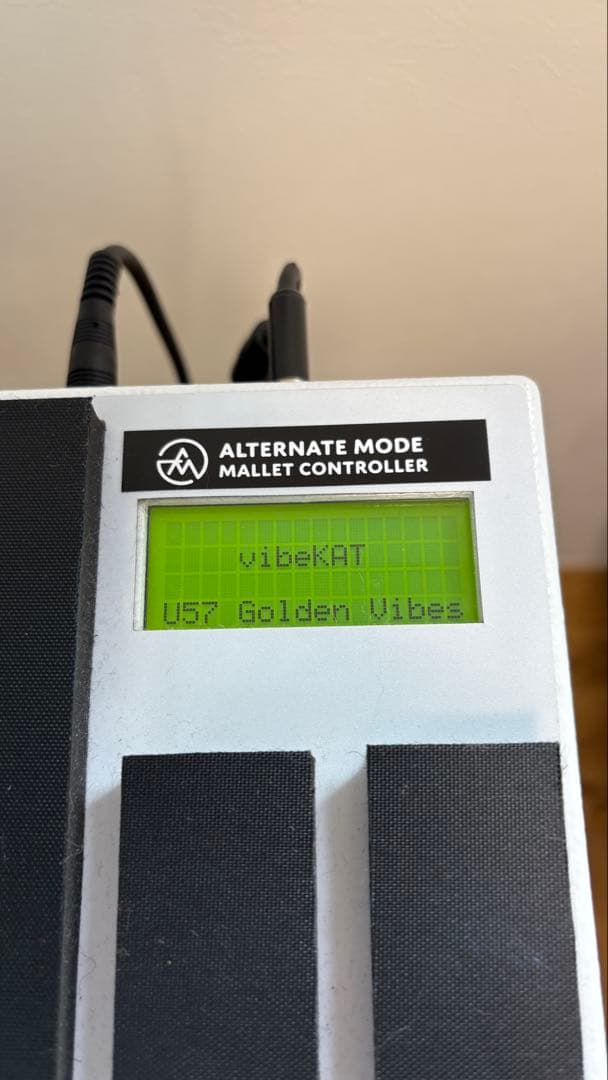 ALTERNATE MODE
MALLET CONTROLLER
vibeKAT
U57 Golden Vibes